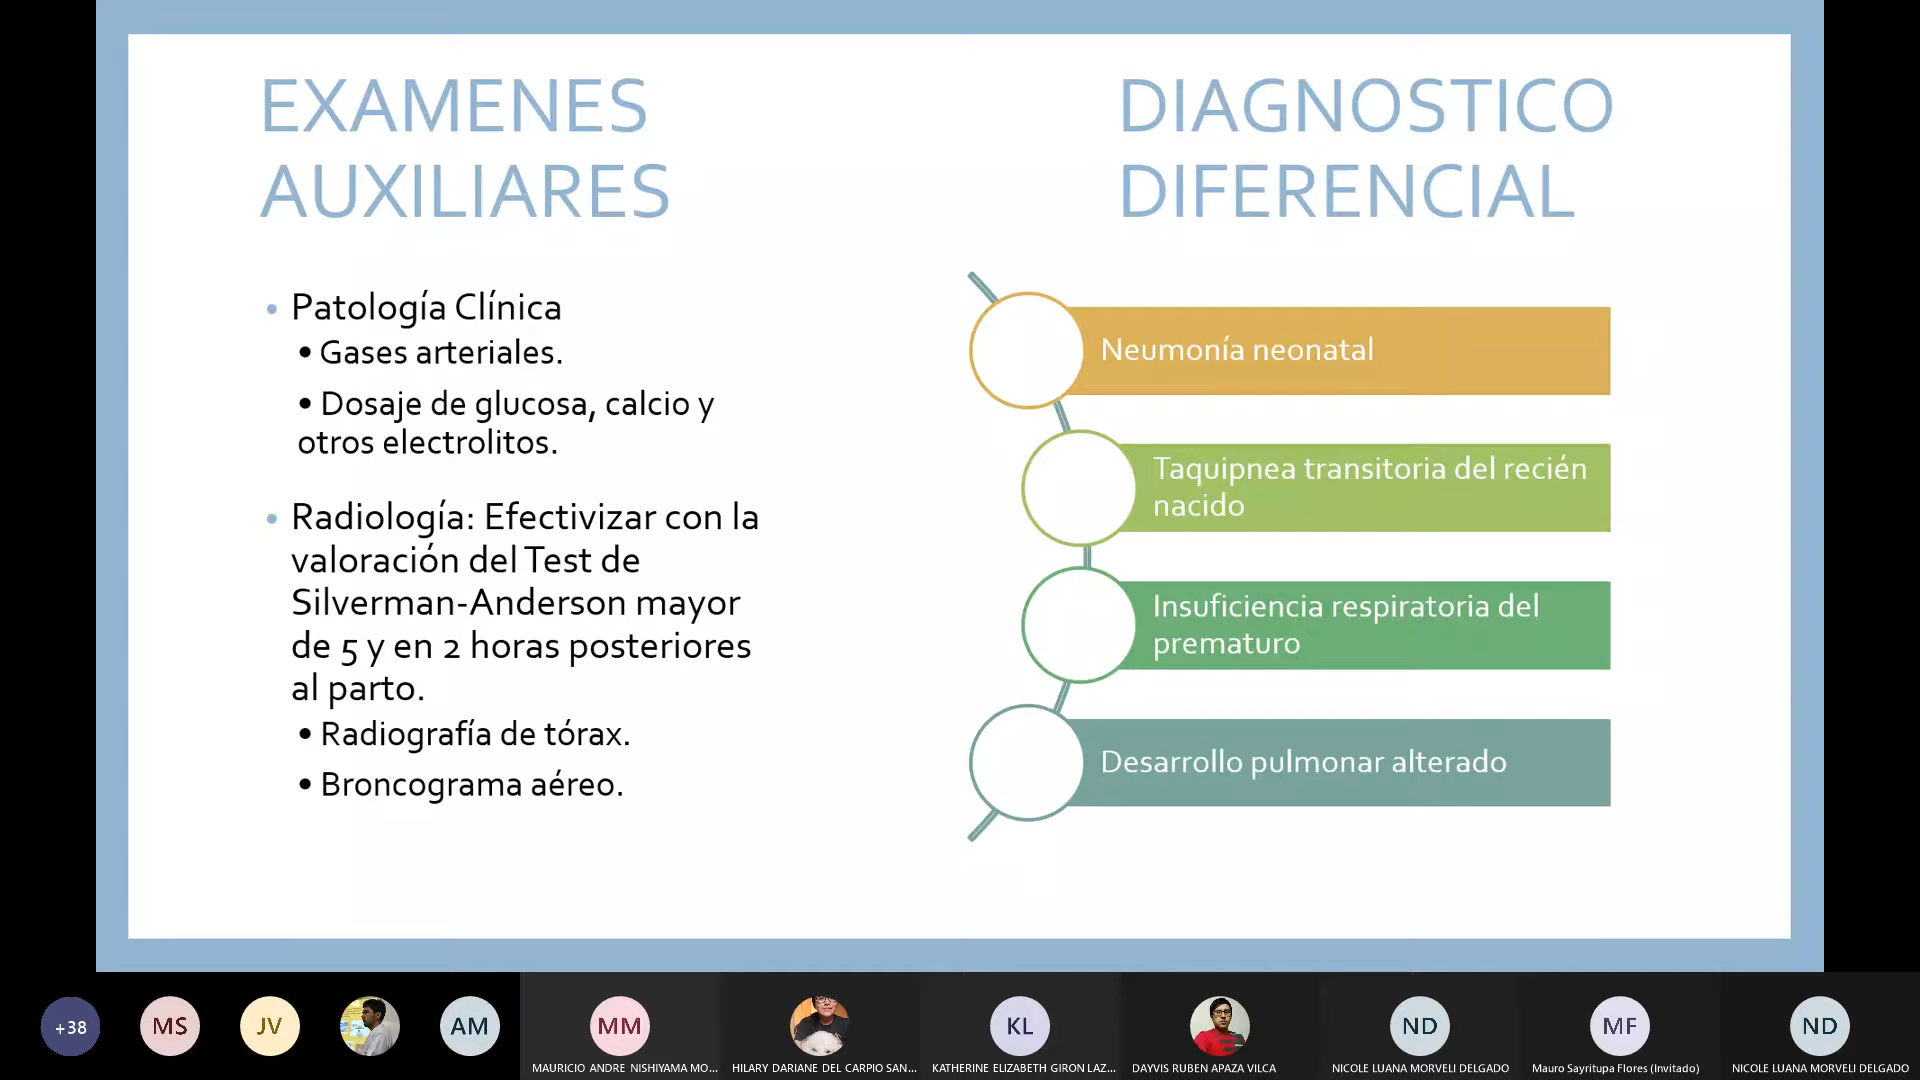 EXAMENES
AUXILIARES
• Patología Clínica
• Gases arteriales.
• Dosaje de glucosa, calcio y
otros electrolitos.
• Radiología: Efectivizar con la
valoración del Test de
Silverman-Anderson mayor
de 5 y en 2 horas posteriores
al parto.
• Radiografía de tórax.
• Broncograma aéreo.
DIAGNOSTICO
DIFERENCIAL
Neumonía neonatal
Taquipnea transitoria del recién
nacido
Insuficiencia respiratoria del
prematuro
Desarrollo pulmonar alterado
+38
MS
JV
AM
MM
KL
ND
MF
ND
MAURICIO ANDRE NISHIYAMA MO...
HILARY DARIANE DEL CARPIO SAN...
KATHERINE ELIZABETH GIRON LAZ...
DAYVIS RUBEN APAZA VILCA
NICOLE LUANA MORVELI DELGADO
Mauro Sayritupa Flores (Invitado)
NICOLE LUANA MORVELI DELGADO